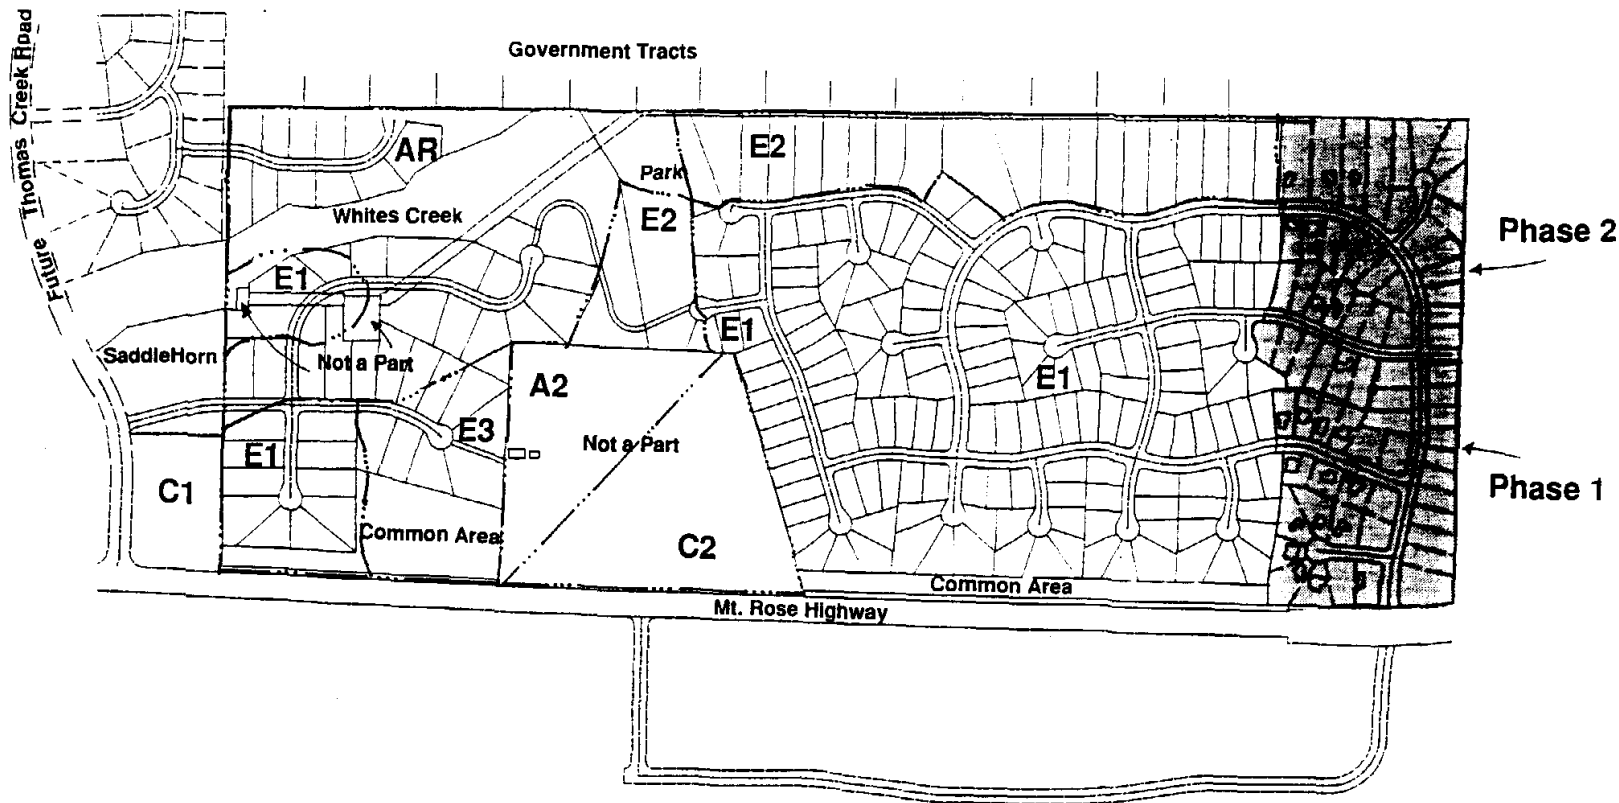 Government Tracts
Future Thomas Creek Road
AR
E2
Park
Whites Creek
E2
Phase 2
E1
E1
SaddleHorn
Not a Part
A2
E1
E3
Not a Part
E1
C1
Phase 1
Common Area
C2
Common Area
Mt. Rose Highway